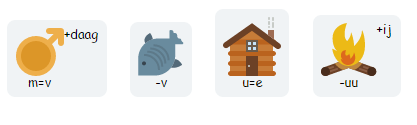 +daag
m=v
-v
u=e
+ij
-uu